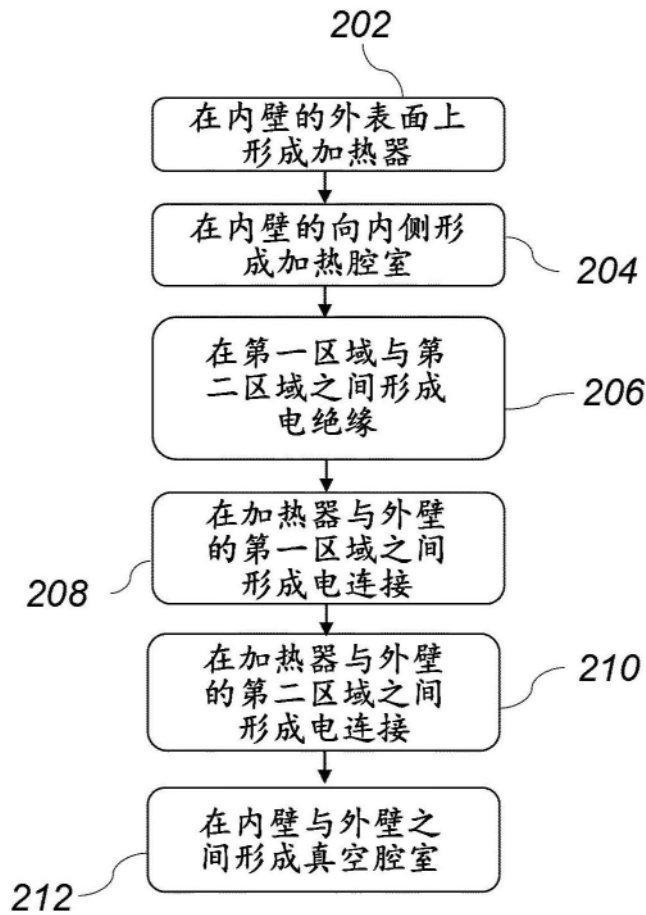 202
在内壁的外表面上
形成加热器
在内壁的向内侧形
成加热腔室
204
在第一区域与第
二区域之间形成
电绝缘
206
在加热器与外壁
的第一区域之间
形成电连接
208
在加热器与外壁
的第二区域之间
形成电连接
210
在内壁与外壁之
间形成真空腔室
212